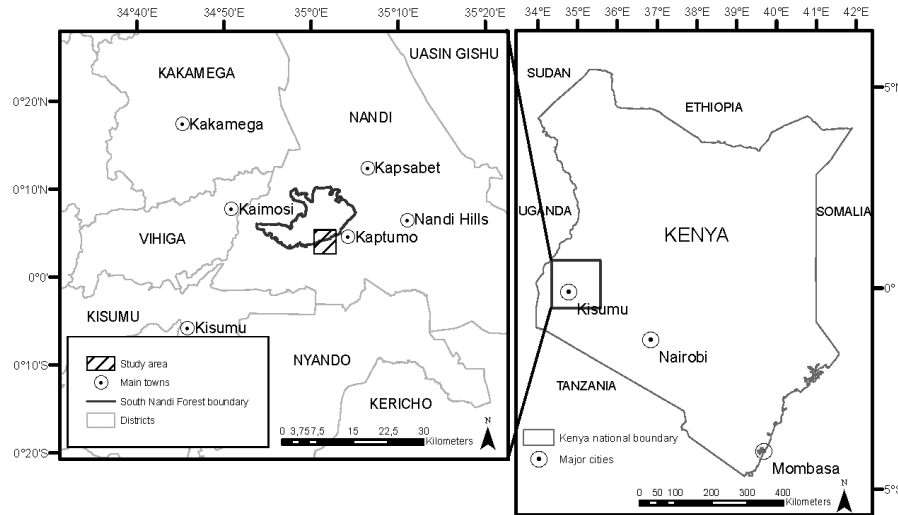 34°40'E 34°50'E 35°0'E 35°10'E 35°20'E
0°20'N
0°10'N
0°0'
0°10'S
0°20'S
UASIN GISHU
KAKAMEGA
Kakamega
NANDI
Kapsabet
Kaimosi
Nandi Hills
Kaptumo
VIHIGA
KISUMU
Kisumu
NYANDO
KERICHO
Study area
Main towns
South Nandi Forest boundary
Districts
0 3,757,5 15 22,5 30
Kilometers
N
34°E 35°E 36°E 37°E 38°E 39°E 40°E 41°E 42°E
5°N
0°
5°S
SUDAN
ETHIOPIA
UGANDA
SOMALIA
KENYA
Kisumu
Nairobi
TANZANIA
Mombasa
Kenya national boundary
Major cities
0 50 100 200 300 400
Kilometers
N